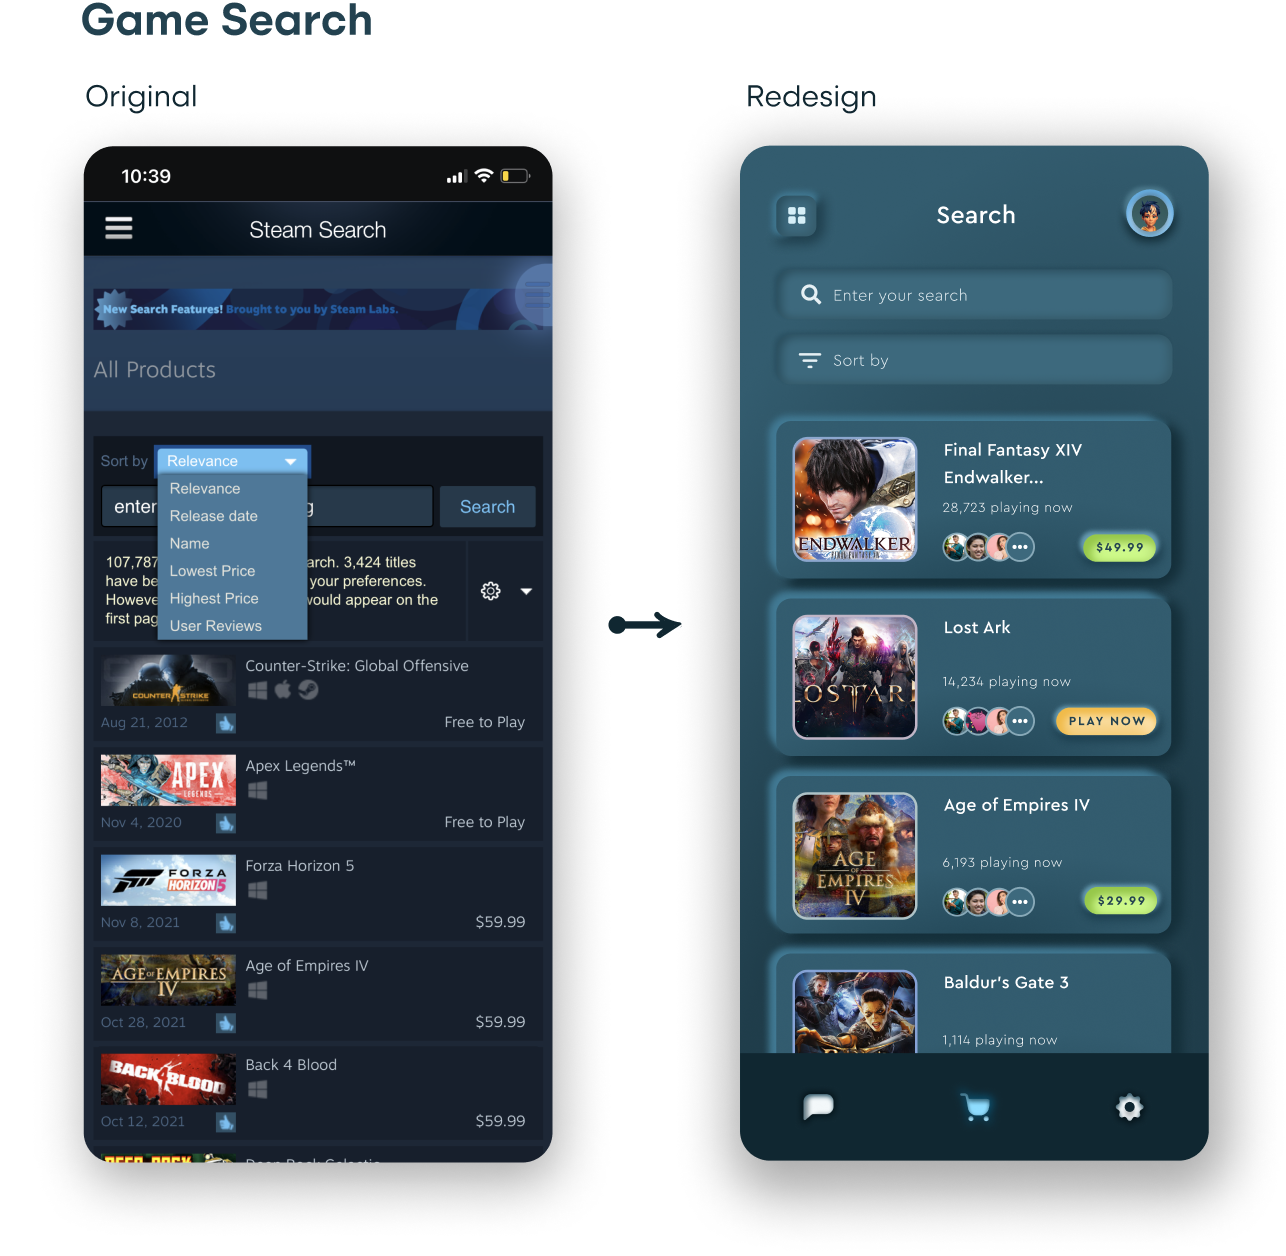 Game Search
Original
Redesign
10:39
Steam Search
New Search Features! Brought to you by Steam Labs.
All Products
Sort by Relevance
Relevance
Release date
Name
Lowest Price
Highest Price
User Reviews
enter
g
Search
107,787
arch. 3,424 titles
have be
your preferences.
Howeve
would appear on the
first pag
COUNTER STRIKE
Counter-Strike: Global Offensive
Aug 21, 2012
Free to Play
APEX
LEGENDS
Apex Legends™
Nov 4, 2020
Free to Play
FORZA
HORIZON 5
Forza Horizon 5
Nov 8, 2021
$59.99
AGE OF EMPIRES
IV
Age of Empires IV
Oct 28, 2021
$59.99
BACK 4 BLOOD
Back 4 Blood
Oct 12, 2021
$59.99
DEEP ROCK
Deep Rock Galactic
Search
Enter your search
Sort by
ENDWALKER
FINAL FANTASY XIV
Final Fantasy XIV
Endwalker...
28,723 playing now
$49.99
LOST ARK
Lost Ark
14,234 playing now
PLAY NOW
AGE
OF
EMPIRES
IV
Age of Empires IV
6,193 playing now
$29.99
Baldur's Gate 3
1,114 playing now